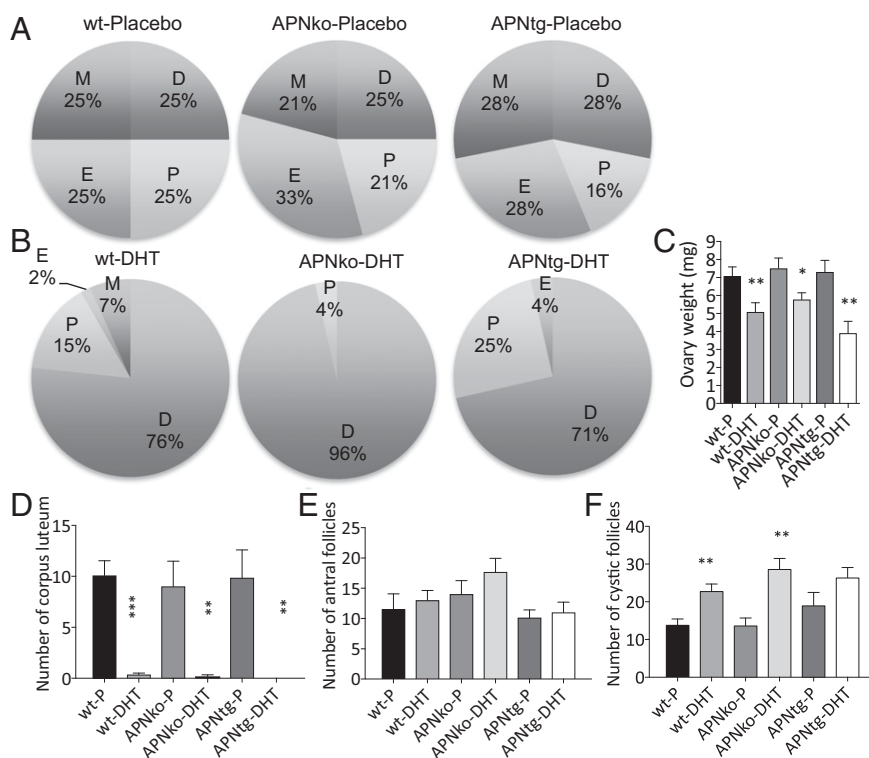 A
wt-Placebo
APNko-Placebo
APNtg-Placebo
M
25%
D
25%
E
25%
P
25%
M
21%
D
25%
E
33%
P
21%
M
28%
D
28%
E
28%
P
16%
B
wt-DHT
APNko-DHT
APNtg-DHT
E
2%
M
7%
P
15%
D
76%
P
4%
D
96%
E
4%
P
25%
D
71%
C
Ovary weight (mg)
9
8
7
6
5
4
3
2
1
0
**
*
**
wt-P
wt-DHT
APNko-P
APNko-DHT
APNtg-P
APNtg-DHT
D
Number of corpus luteum
15
10
5
0
***
**
**
wt-P
wt-DHT
APNko-P
APNko-DHT
APNtg-P
APNtg-DHT
E
Number of antral follicles
25
20
15
10
5
0
wt-P
wt-DHT
APNko-P
APNko-DHT
APNtg-P
APNtg-DHT
F
Number of cystic follicles
40
30
20
10
0
**
**
wt-P
wt-DHT
APNko-P
APNko-DHT
APNtg-P
APNtg-DHT